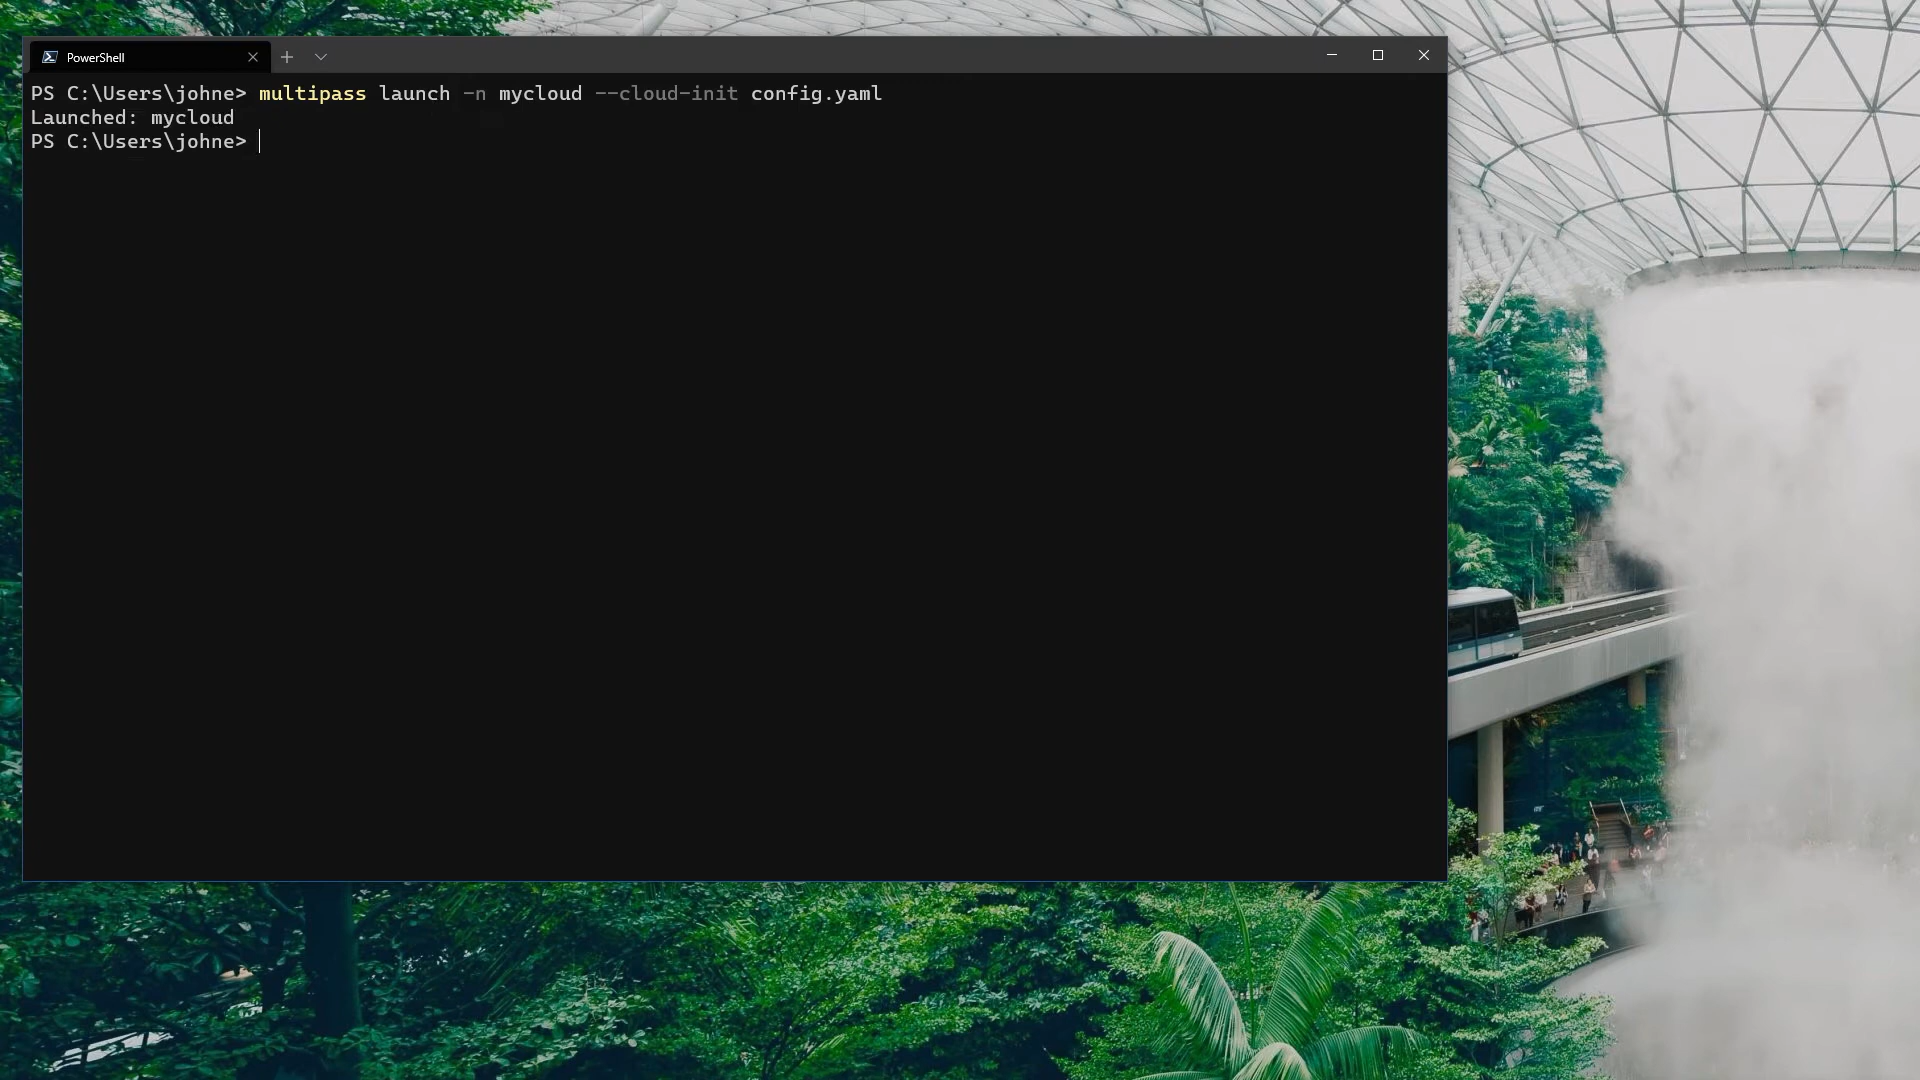 PowerShell
PS C:\Users\johne> multipass launch -n mycloud --cloud-init config.yaml
Launched: mycloud
PS C:\Users\johne>